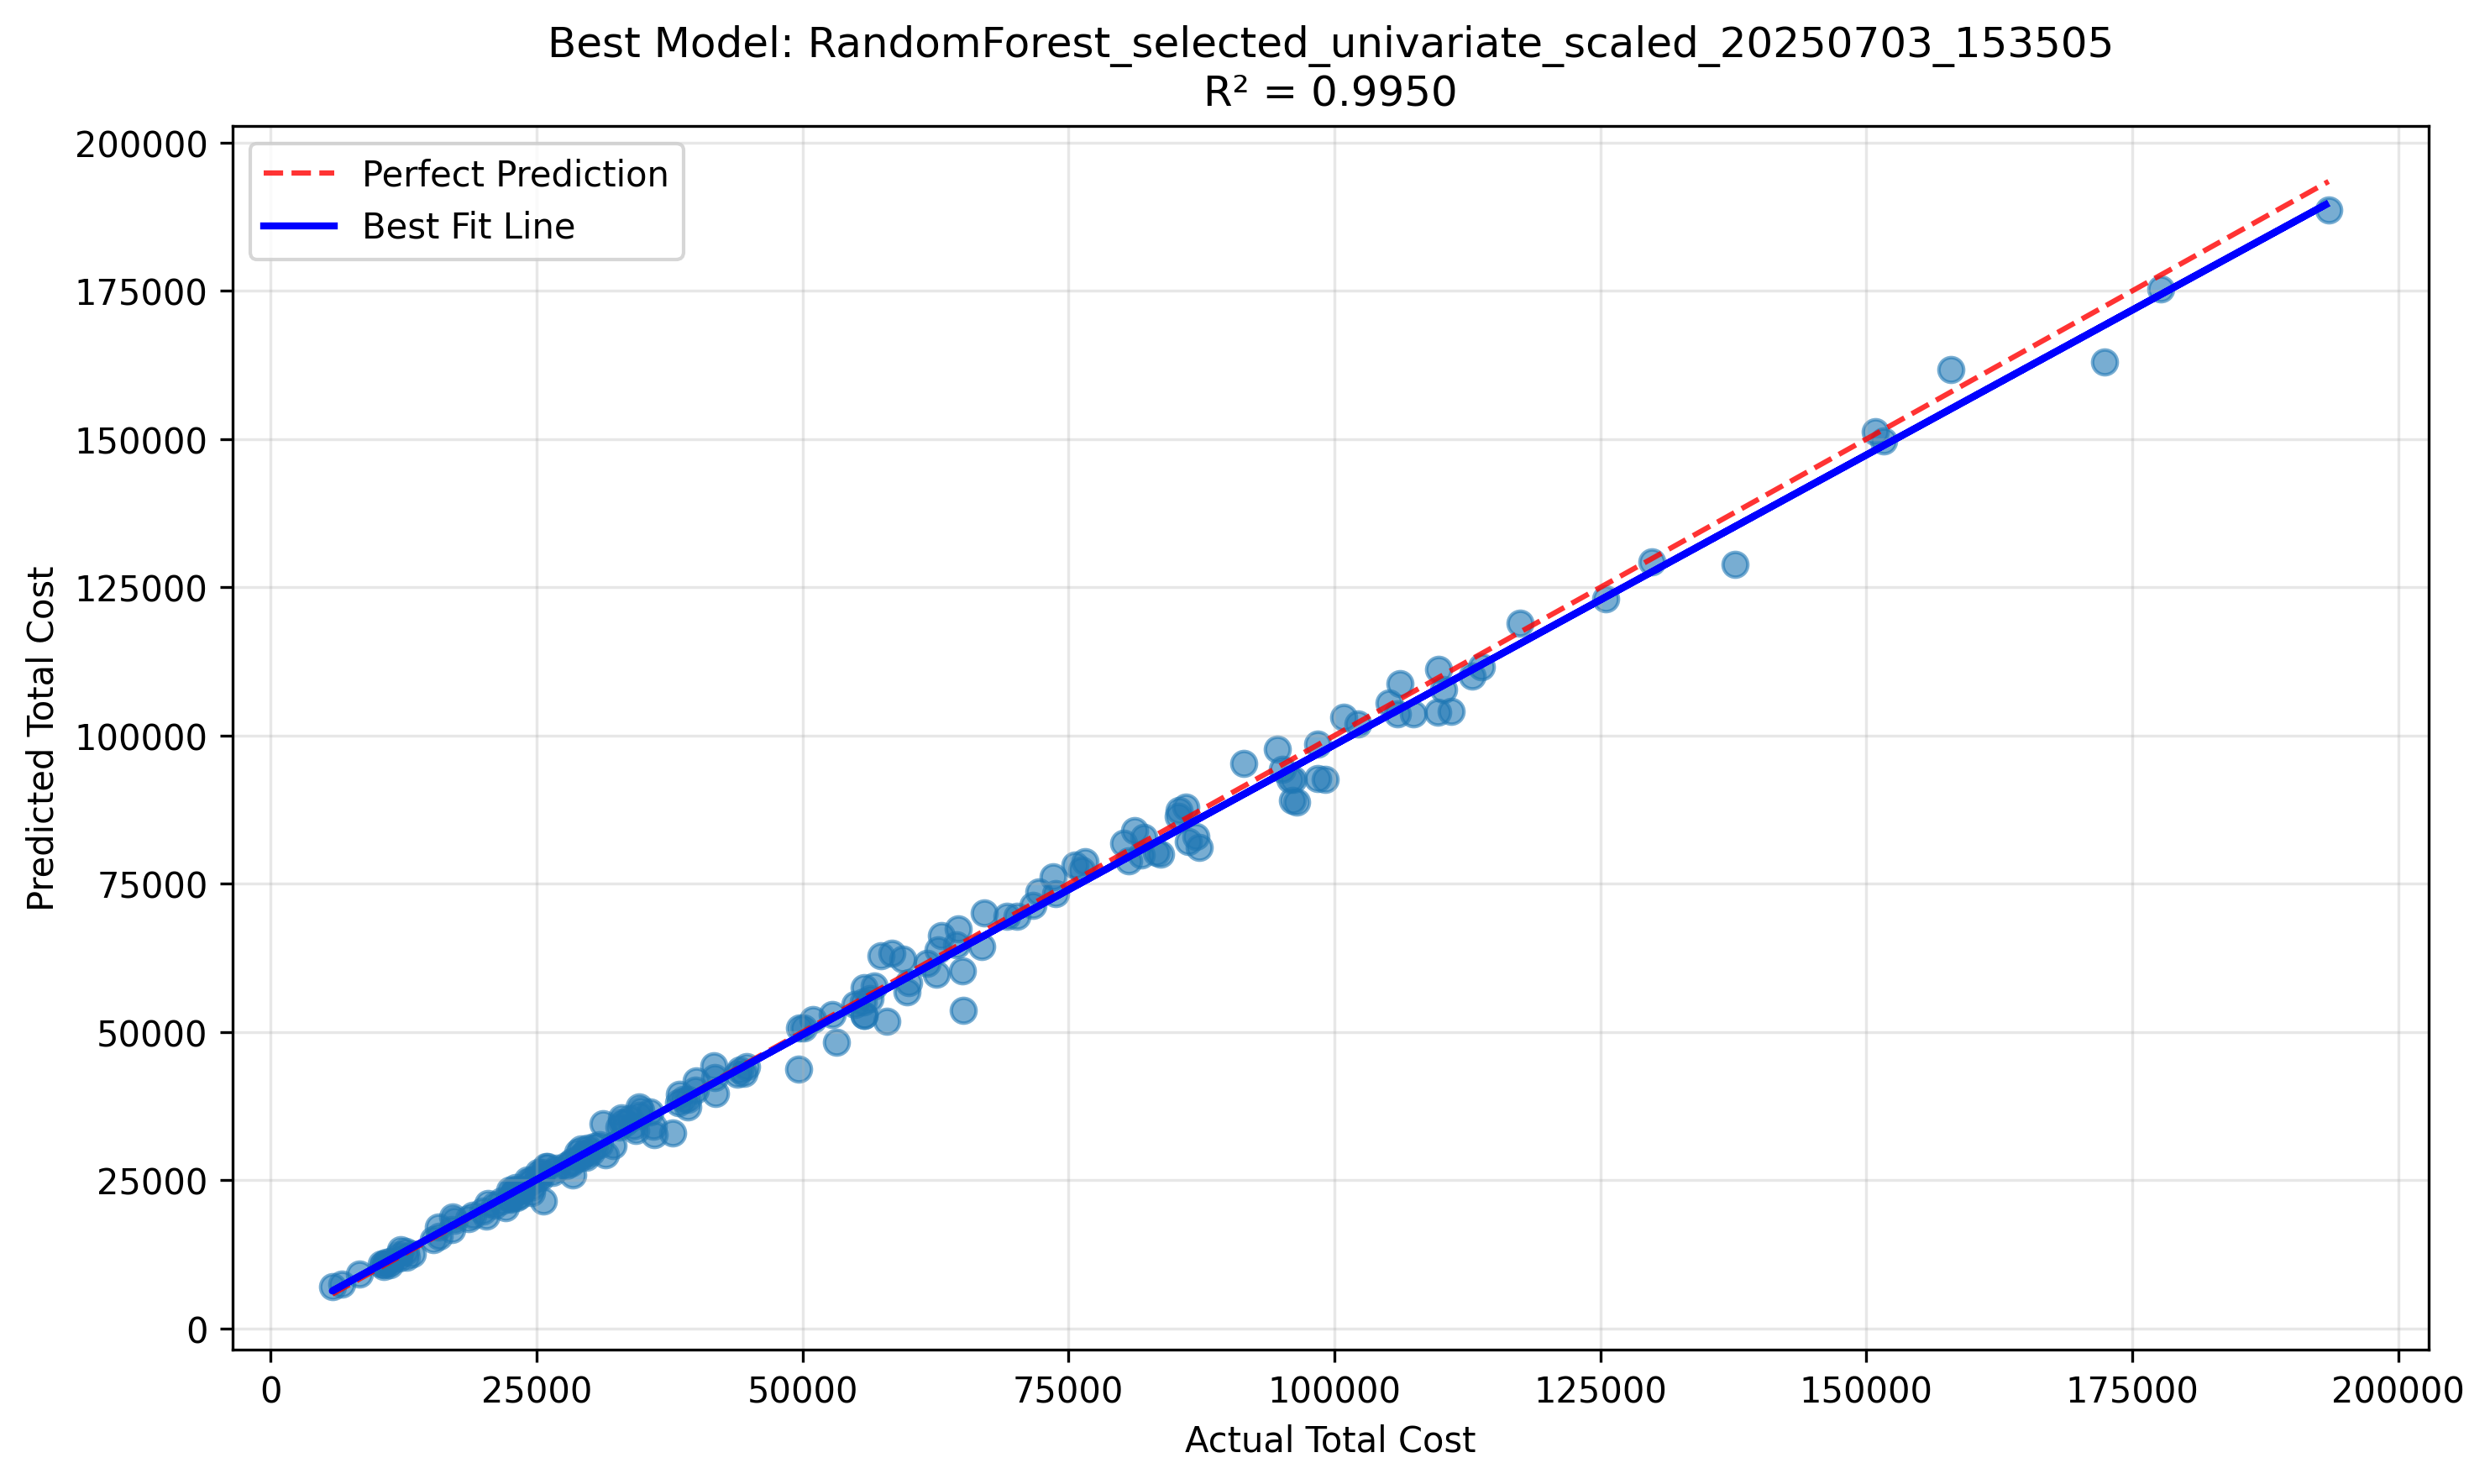 Best Model: RandomForest_selected_univariate_scaled_20250703_153505
R² = 0.9950
Perfect Prediction
Best Fit Line
200000
175000
150000
125000
100000
75000
50000
25000
0
Predicted Total Cost
0 25000 50000 75000 100000 125000 150000 175000 200000
Actual Total Cost